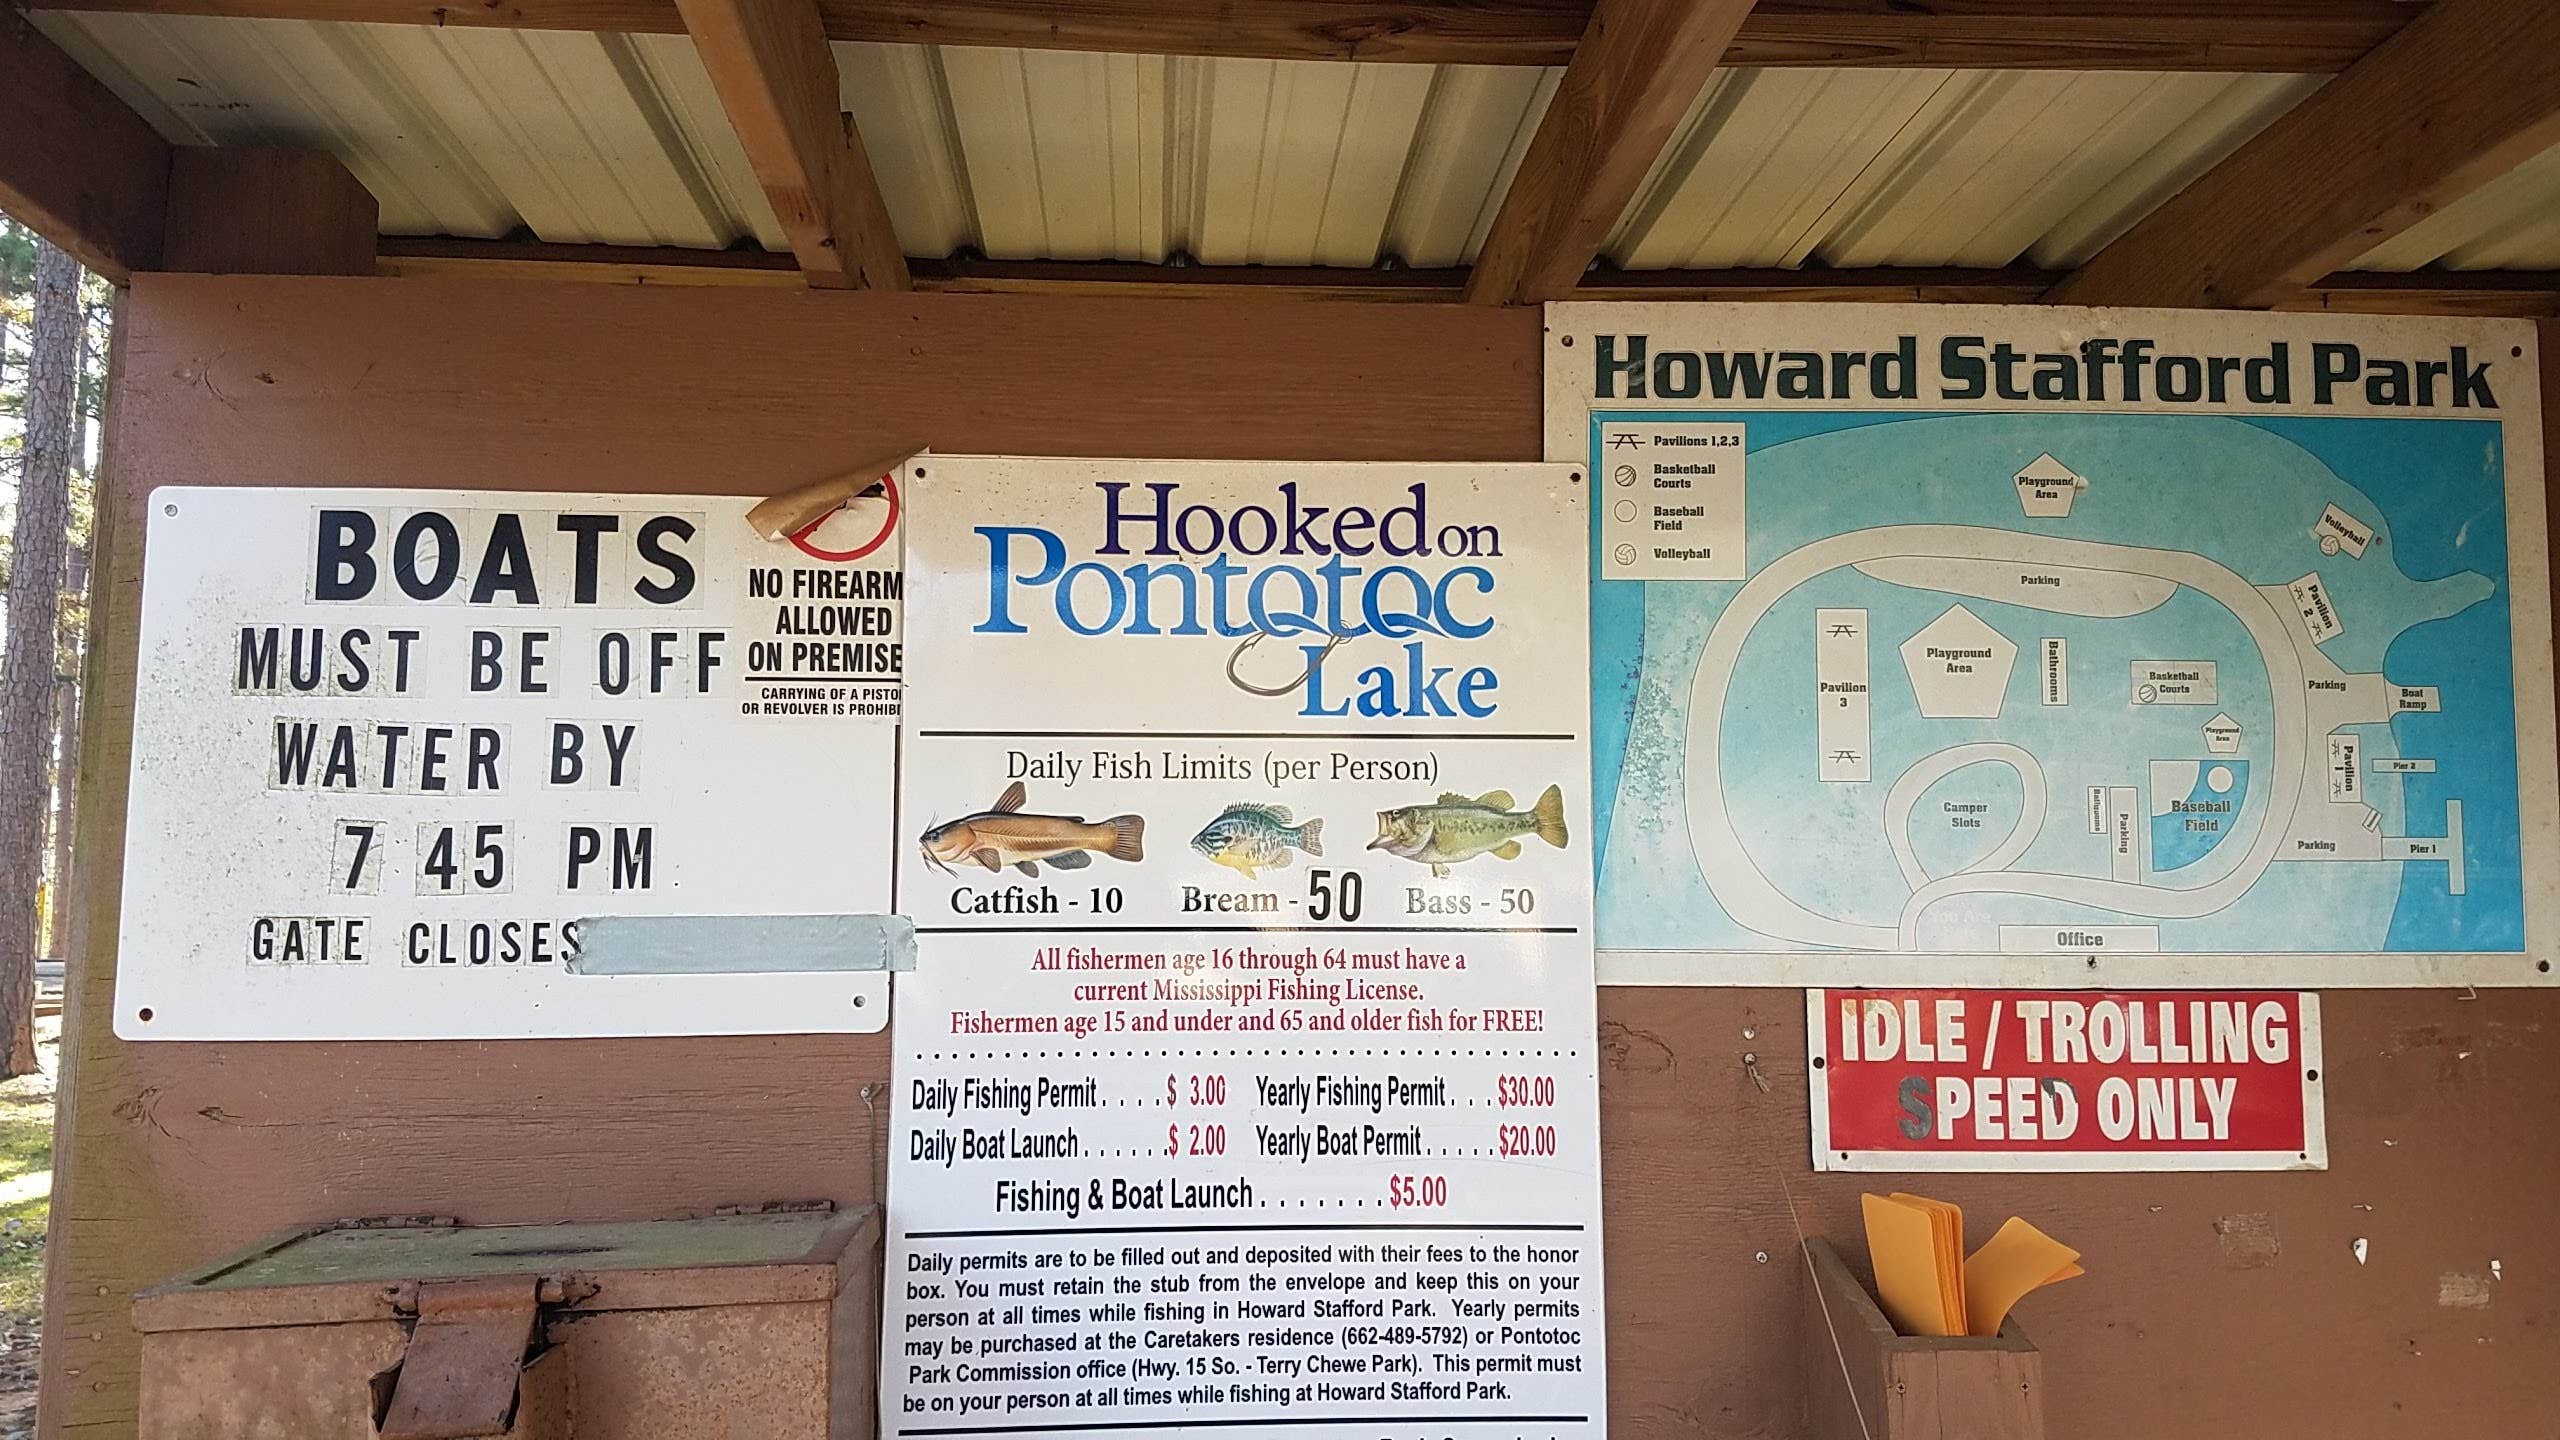 BOATS
MUST BE OFF
WATER BY
7 45 PM
GATE CLOSES
NO FIREARM
ALLOWED
ON PREMISE
CARRYING OF A PISTO
OR REVOLVER IS PROHIBI
Hooked on
Pontotoc
Lake
Daily Fish Limits (per Person)
Catfish - 10 Bream - 50 Bass - 50
All fishermen age 16 through 64 must have a
current Mississippi Fishing License.
Fishermen age 15 and under and 65 and older fish for FREE!
Daily Fishing Permit. . . . $ 3.00 Yearly Fishing Permit. . . $30.00
Daily Boat Launch . . . . . . $ 2.00 Yearly Boat Permit . . . . . $20.00
Fishing & Boat Launch . . . . . . . $5.00
Daily permits are to be filled out and deposited with their fees to the honor
box. You must retain the stub from the envelope and keep this on your
person at all times while fishing in Howard Stafford Park. Yearly permits
may be purchased at the Caretakers residence (662-489-5792) or Pontotoc
Park Commission office (Hwy. 15 So. - Terry Chewe Park). This permit must
be on your person at all times while fishing at Howard Stafford Park.
Howard Stafford Park
Pavilions 1,2,3
Basketball
Courts
Baseball
Field
Volleyball
Playground
Area
Volleyball
Parking
Pavilion
2
Pavilion
3
Playground
Area
Bathrooms
Basketball
Courts
Parking
Boat
Ramp
Playground
Area
Pavilion
1
Pier 2
Camper
Slots
Parking
Baseball
Field
Parking
Pier 1
You Are
Office
IDLE / TROLLING
SPEED ONLY